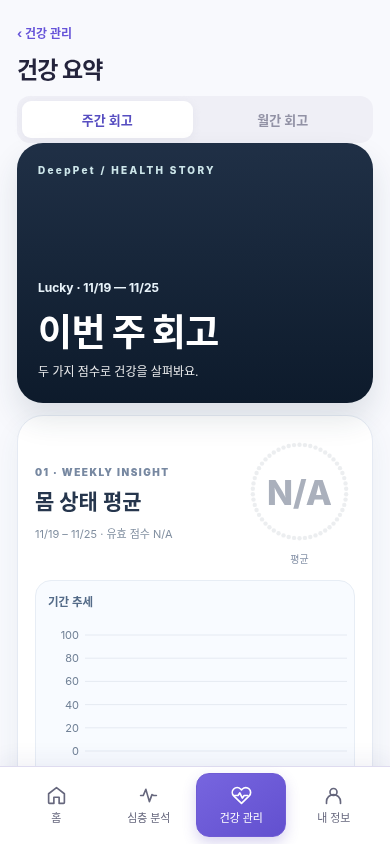 ‹ 건강 관리
건강 요약
주간 회고
월간 회고
DeepPet / HEALTH STORY
Lucky · 11/19 — 11/25
이번 주 회고
두 가지 점수로 건강을 살펴봐요.
01 · WEEKLY INSIGHT
몸 상태 평균
11/19 – 11/25 · 유효 점수 N/A
N/A
평균
기간 추세
100
80
60
40
20
0
홈
심층 분석
건강 관리
내 정보